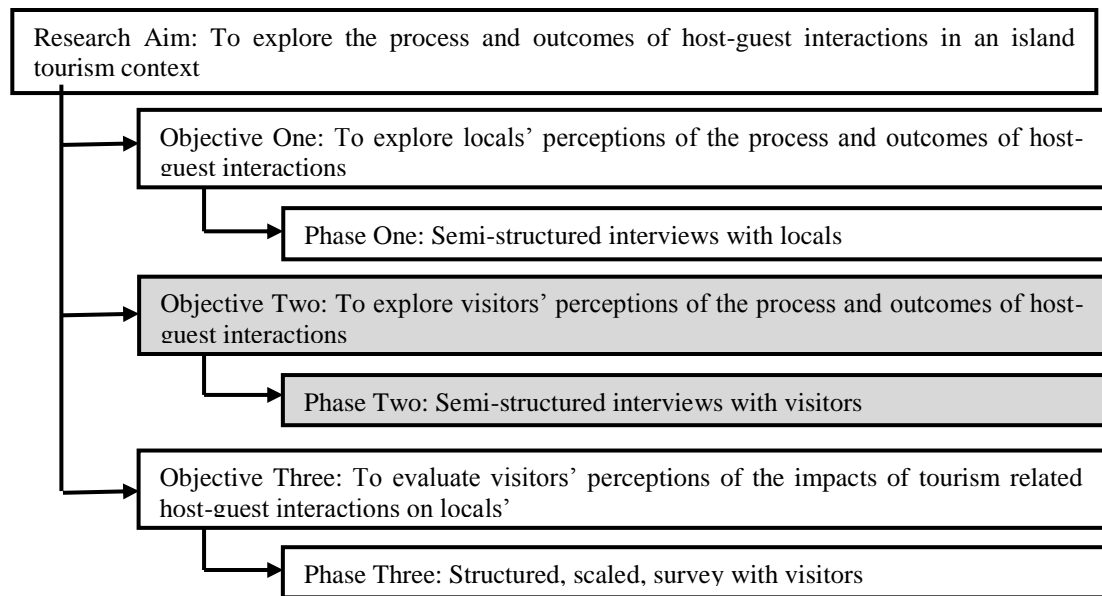 Research Aim: To explore the process and outcomes of host-guest interactions in an island
tourism context
Objective One: To explore locals’ perceptions of the process and outcomes of host-
guest interactions
Phase One: Semi-structured interviews with locals
Objective Two: To explore visitors’ perceptions of the process and outcomes of host-
guest interactions
Phase Two: Semi-structured interviews with visitors
Objective Three: To evaluate visitors’ perceptions of the impacts of tourism related
host-guest interactions on locals’
Phase Three: Structured, scaled, survey with visitors